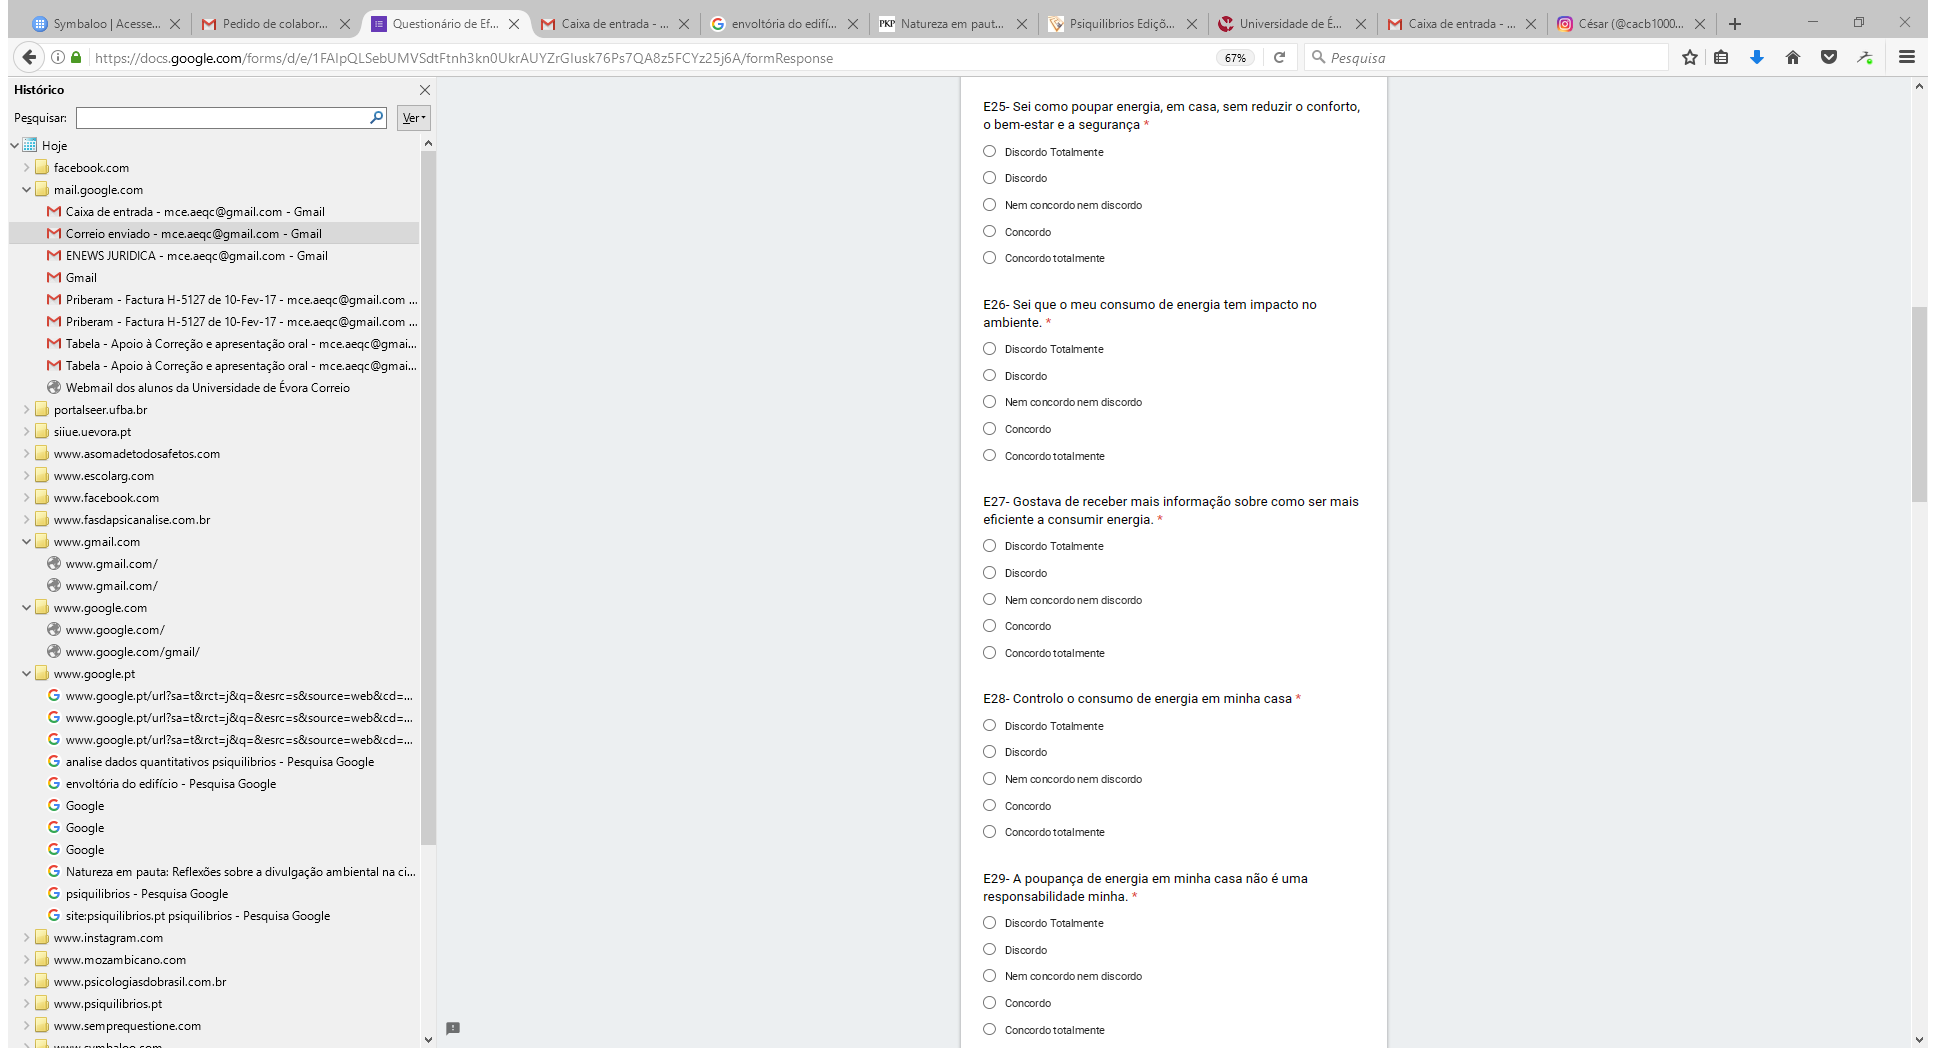 Symbaloo | Acesse...
Pedido de colabor...
Questionário de Ef...
Caixa de entrada - ...
envoltória do edifí...
PKP Natureza em paut...
Psiquilibrios Ediçõ...
Universidade de É...
Caixa de entrada - ...
César (@cacb1000...
https://docs.google.com/forms/d/e/1FAIpQLSebUMVSdtFtnh3kn0UkrAUYZrGIusk76Ps7QA8z5FCYz25j6A/formResponse
67%
Pesquisa
Histórico
Pesquisar:
Ver
Hoje
facebook.com
mail.google.com
Caixa de entrada - mce.aeqc@gmail.com - Gmail
Correio enviado - mce.aeqc@gmail.com - Gmail
ENEWS JURIDICA - mce.aeqc@gmail.com - Gmail
Gmail
Priberam - Factura H-5127 de 10-Fev-17 - mce.aeqc@gmail.com ...
Priberam - Factura H-5127 de 10-Fev-17 - mce.aeqc@gmail.com ...
Tabela - Apoio à Correção e apresentação oral - mce.aeqc@gmai...
Tabela - Apoio à Correção e apresentação oral - mce.aeqc@gmai...
Webmail dos alunos da Universidade de Évora Correio
portalseer.ufba.br
siiue.uevora.pt
www.asomadetodosafetos.com
www.escolarg.com
www.facebook.com
www.fasdapsicanalise.com.br
www.gmail.com
www.gmail.com/
www.gmail.com/
www.google.com
www.google.com/
www.google.com/gmail/
www.google.pt
www.google.pt/url?sa=t&rct=j&q=&esrc=s&source=web&cd=...
www.google.pt/url?sa=t&rct=j&q=&esrc=s&source=web&cd=...
www.google.pt/url?sa=t&rct=j&q=&esrc=s&source=web&cd=...
analise dados quantitativos psiquilibrios - Pesquisa Google
envoltória do edifício - Pesquisa Google
Google
Google
Google
Natureza em pauta: Reflexões sobre a divulgação ambiental na ci...
psiquilibrios - Pesquisa Google
site:psiquilibrios.pt psiquilibrios - Pesquisa Google
www.instagram.com
www.mozambicano.com
www.psicologiasdobrasil.com.br
www.psiquilibrios.pt
www.semprequestione.com
www.symbaloo.com
E25- Sei como poupar energia, em casa, sem reduzir o conforto,
o bem-estar e a segurança *
Discordo Totalmente
Discordo
Nem concordo nem discordo
Concordo
Concordo totalmente
E26- Sei que o meu consumo de energia tem impacto no
ambiente. *
Discordo Totalmente
Discordo
Nem concordo nem discordo
Concordo
Concordo totalmente
E27- Gostava de receber mais informação sobre como ser mais
eficiente a consumir energia. *
Discordo Totalmente
Discordo
Nem concordo nem discordo
Concordo
Concordo totalmente
E28- Controlo o consumo de energia em minha casa *
Discordo Totalmente
Discordo
Nem concordo nem discordo
Concordo
Concordo totalmente
E29- A poupança de energia em minha casa não é uma
responsabilidade minha. *
Discordo Totalmente
Discordo
Nem concordo nem discordo
Concordo
Concordo totalmente